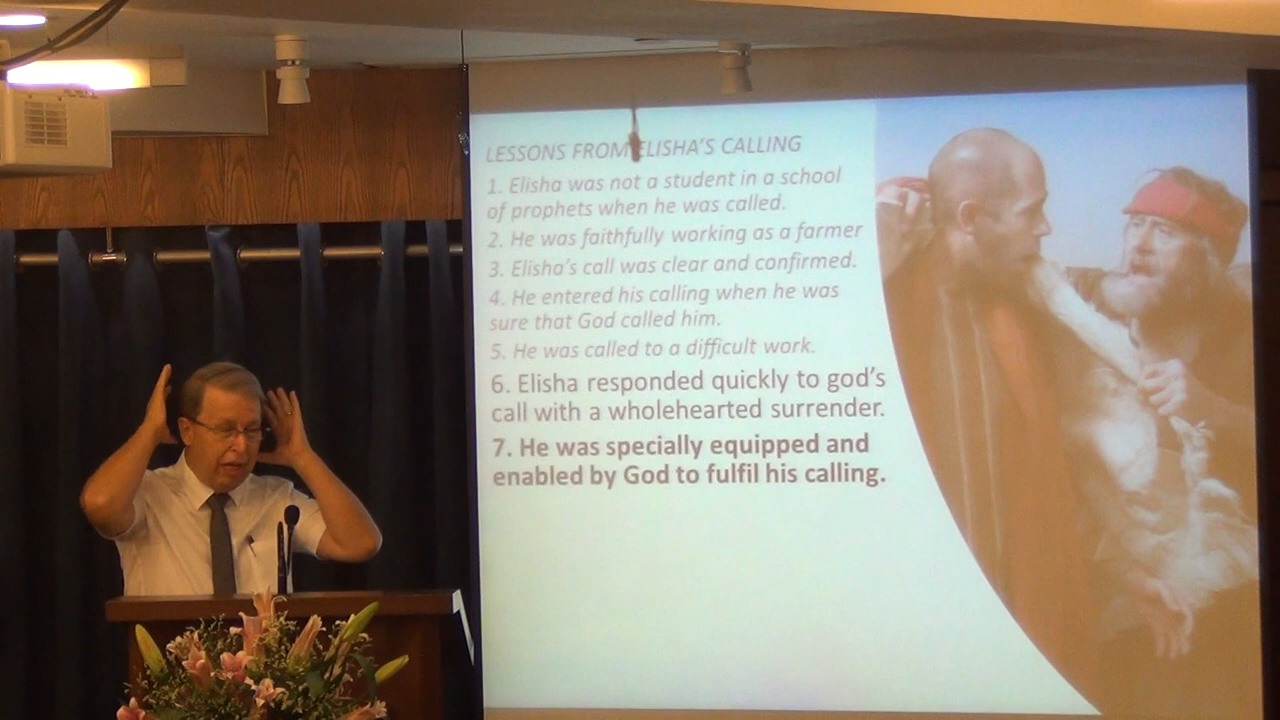 LESSONS FROM ELISHA'S CALLING
1. Elisha was not a student in a school
of prophets when he was called.
2. He was faithfully working as a farmer
3. Elisha's call was clear and confirmed.
4. He entered his calling when he was
sure that God called him.
5. He was called to a difficult work.
6. Elisha responded quickly to god's
call with a wholehearted surrender.
7. He was specially equipped and
enabled by God to fulfil his calling.